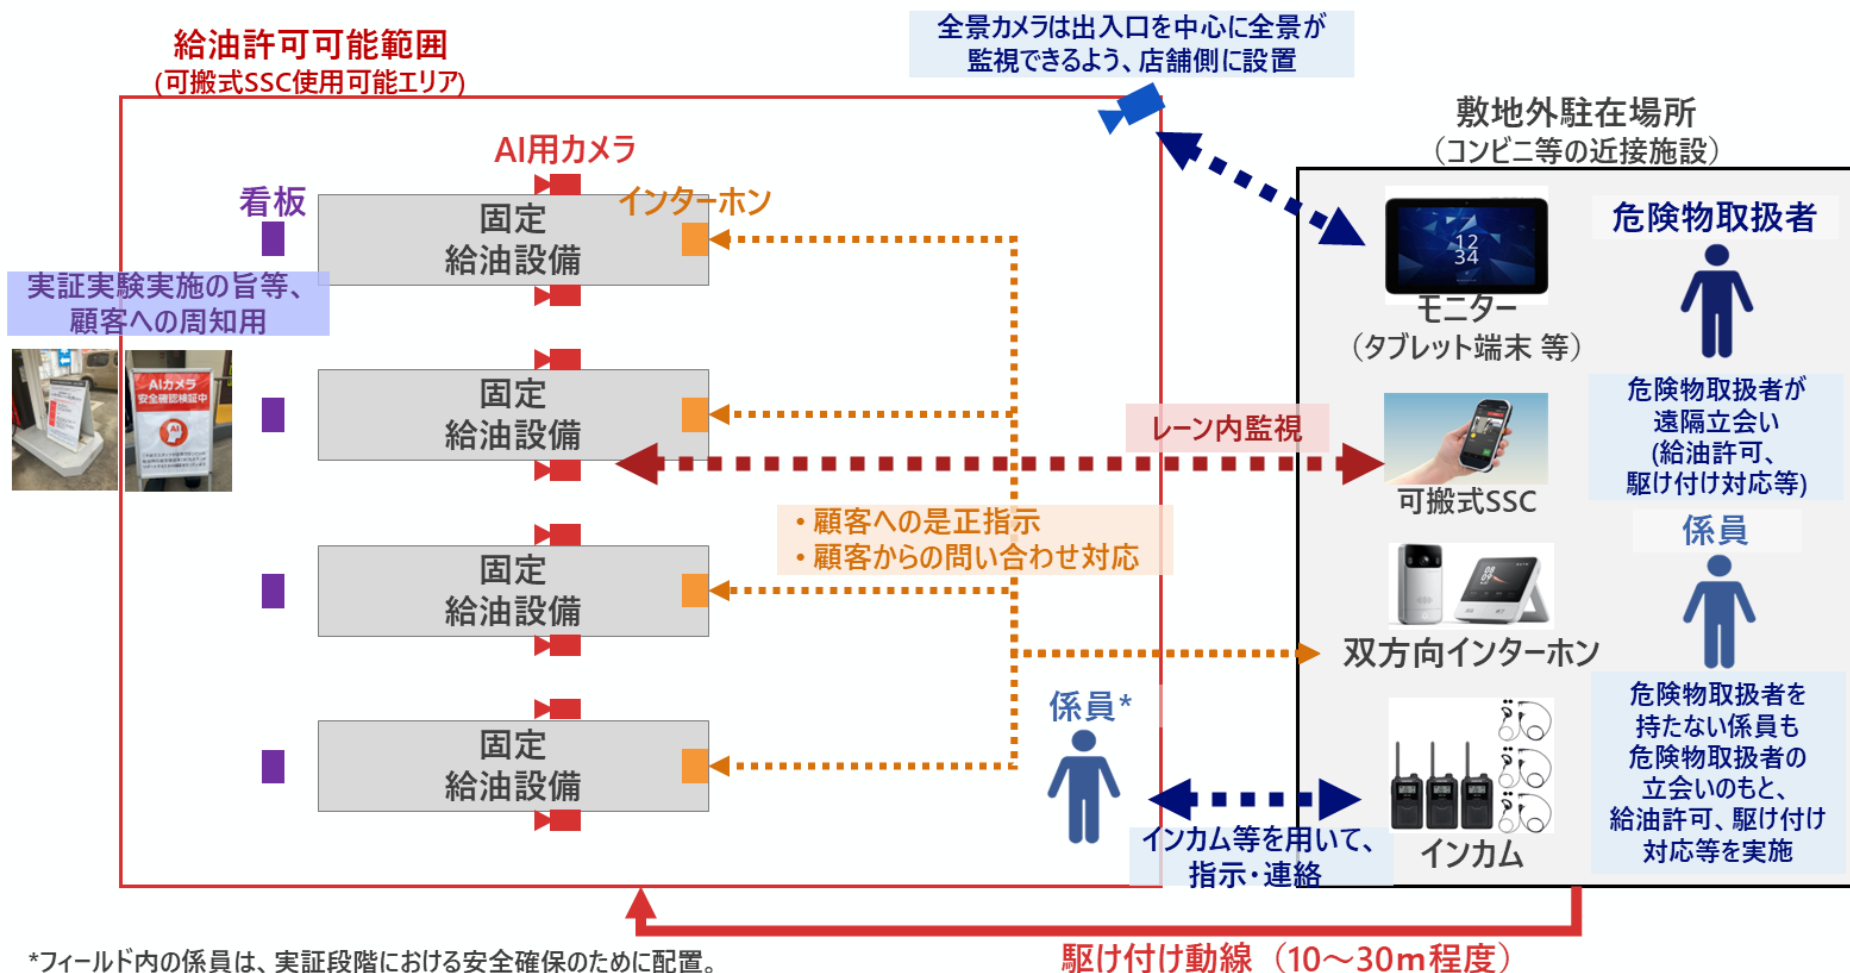 全景カメラは出入口を中心に全景が
監視できるよう、店舗側に設置
給油許可可能範囲
(可搬式SSC使用可能エリア)
敷地外駐在場所
（コンビニ等の近接施設）
AI用カメラ
看板
インターホン
固定
給油設備
実証実験実施の旨等、
顧客への周知用
AIカメラ
安全確認検証中
AI
固定
給油設備
レーン内監視
・顧客への是正指示
・顧客からの問い合わせ対応
固定
給油設備
固定
給油設備
係員*
インカム等を用いて、
指示・連絡
12
34
モニター
（タブレット端末 等）
可搬式SSC
双方向インターホン
インカム
危険物取扱者
危険物取扱者が
遠隔立会い
(給油許可、
駆け付け対応等)
係員
危険物取扱者を
持たない係員も
危険物取扱者の
立会いのもと、
給油許可、駆け付け
対応等を実施
駆け付け動線（10～30m程度）
*フィールド内の係員は、実証段階における安全確保のために配置。